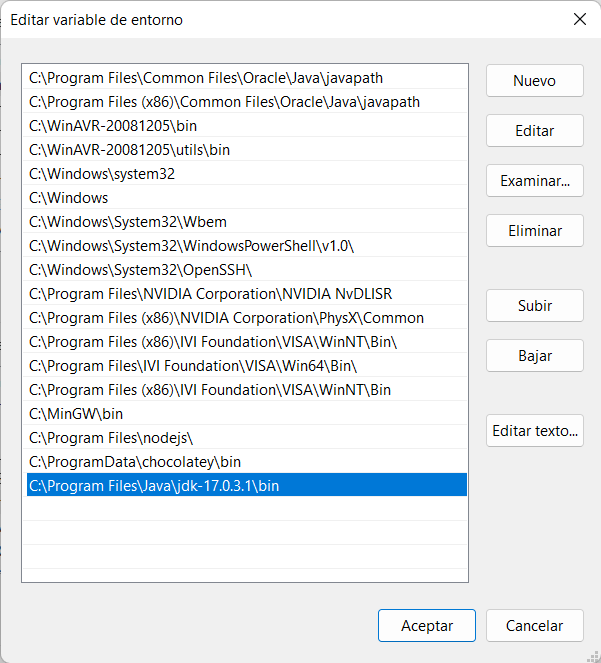 Editar variable de entorno
C:\Program Files\Common Files\Oracle\Java\javapath
C:\Program Files (x86)\Common Files\Oracle\Java\javapath
C:\WinAVR-20081205\bin
C:\WinAVR-20081205\utils\bin
C:\Windows\system32
C:\Windows
C:\Windows\System32\Wbem
C:\Windows\System32\WindowsPowerShell\v1.0\
C:\Windows\System32\OpenSSH\
C:\Program Files\NVIDIA Corporation\NVIDIA NvDLISR
C:\Program Files (x86)\NVIDIA Corporation\PhysX\Common
C:\Program Files (x86)\IVI Foundation\VISA\WinNT\Bin\
C:\Program Files\IVI Foundation\VISA\Win64\Bin\
C:\Program Files (x86)\IVI Foundation\VISA\WinNT\Bin
C:\MinGW\bin
C:\Program Files\nodejs\
C:\ProgramData\chocolatey\bin
C:\Program Files\Java\jdk-17.0.3.1\bin
Nuevo
Editar
Examinar...
Eliminar
Subir
Bajar
Editar texto...
Aceptar
Cancelar